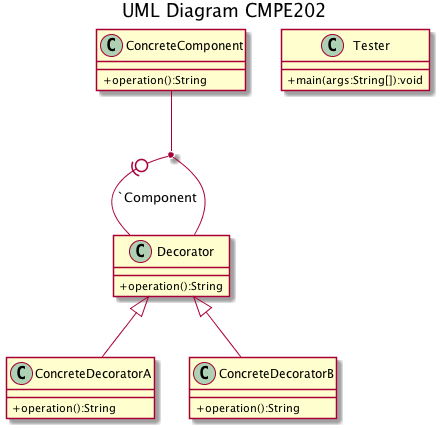 UML Diagram CMPE202
C ConcreteComponent
+operation():String
C Tester
+main(args:String[]):void
`Component
C Decorator
+operation():String
C ConcreteDecoratorA
+operation():String
C ConcreteDecoratorB
+operation():String